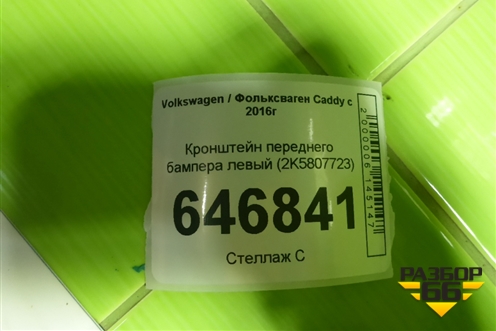 Volkswagen / Фольксваген Caddy с
2016г
Кронштейн переднего
бампера левый (2K5807723)
646841
Стеллаж С
2000006145147
РАЗБОР
66